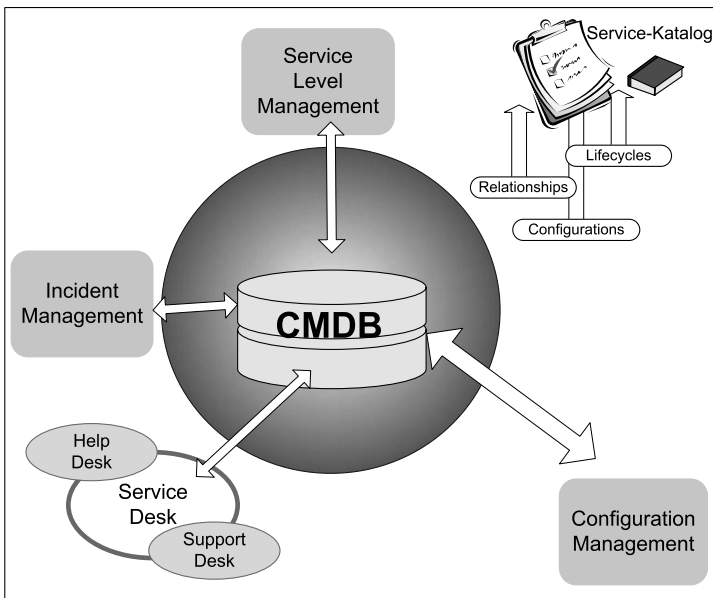 Service
Level
Management
Service-Katalog
Lifecycles
Relationships
Configurations
Incident
Management
CMDB
Help
Desk
Service
Desk
Support
Desk
Configuration
Management